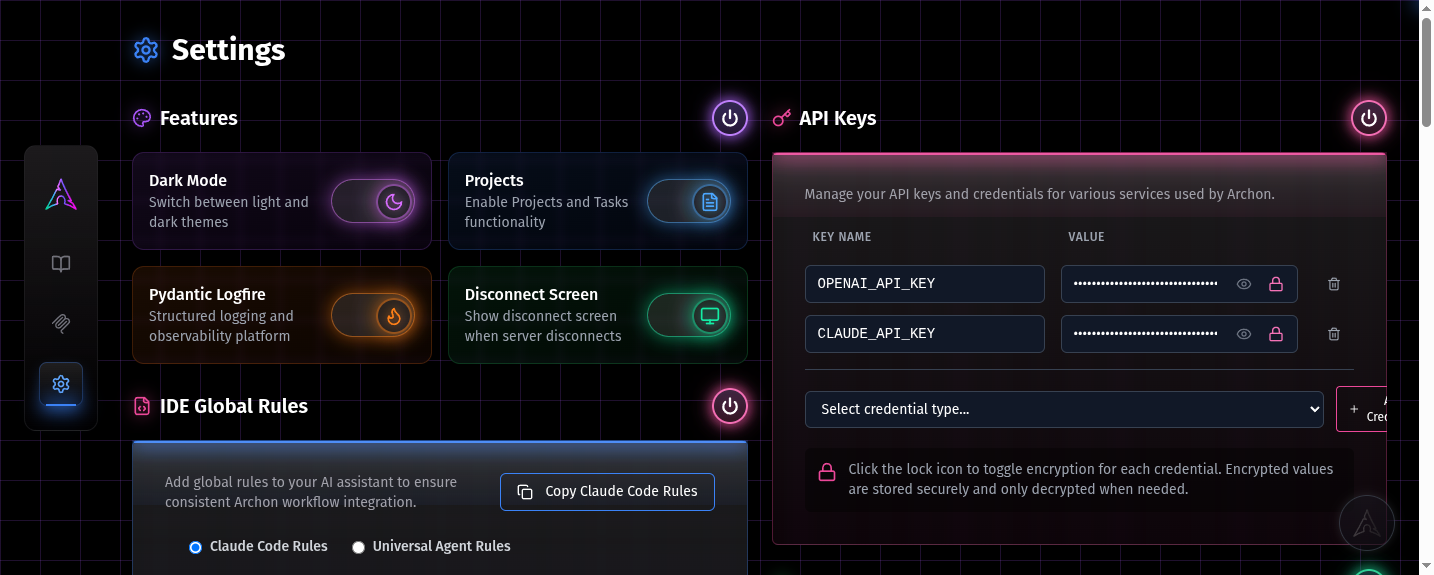 Settings
Features
Dark Mode
Switch between light and
dark themes
Projects
Enable Projects and Tasks
functionality
Pydantic Logfire
Structured logging and
observability platform
Disconnect Screen
Show disconnect screen
when server disconnects
IDE Global Rules
Add global rules to your AI assistant to ensure
consistent Archon workflow integration.
Copy Claude Code Rules
Claude Code Rules
Universal Agent Rules
API Keys
Manage your API keys and credentials for various services used by Archon.
KEY NAME VALUE
OPENAI_API_KEY ••••••••••••••••••••••••••••••••
CLAUDE_API_KEY ••••••••••••••••••••••••••••••••
Select credential type...
Click the lock icon to toggle encryption for each credential. Encrypted values
are stored securely and only decrypted when needed.